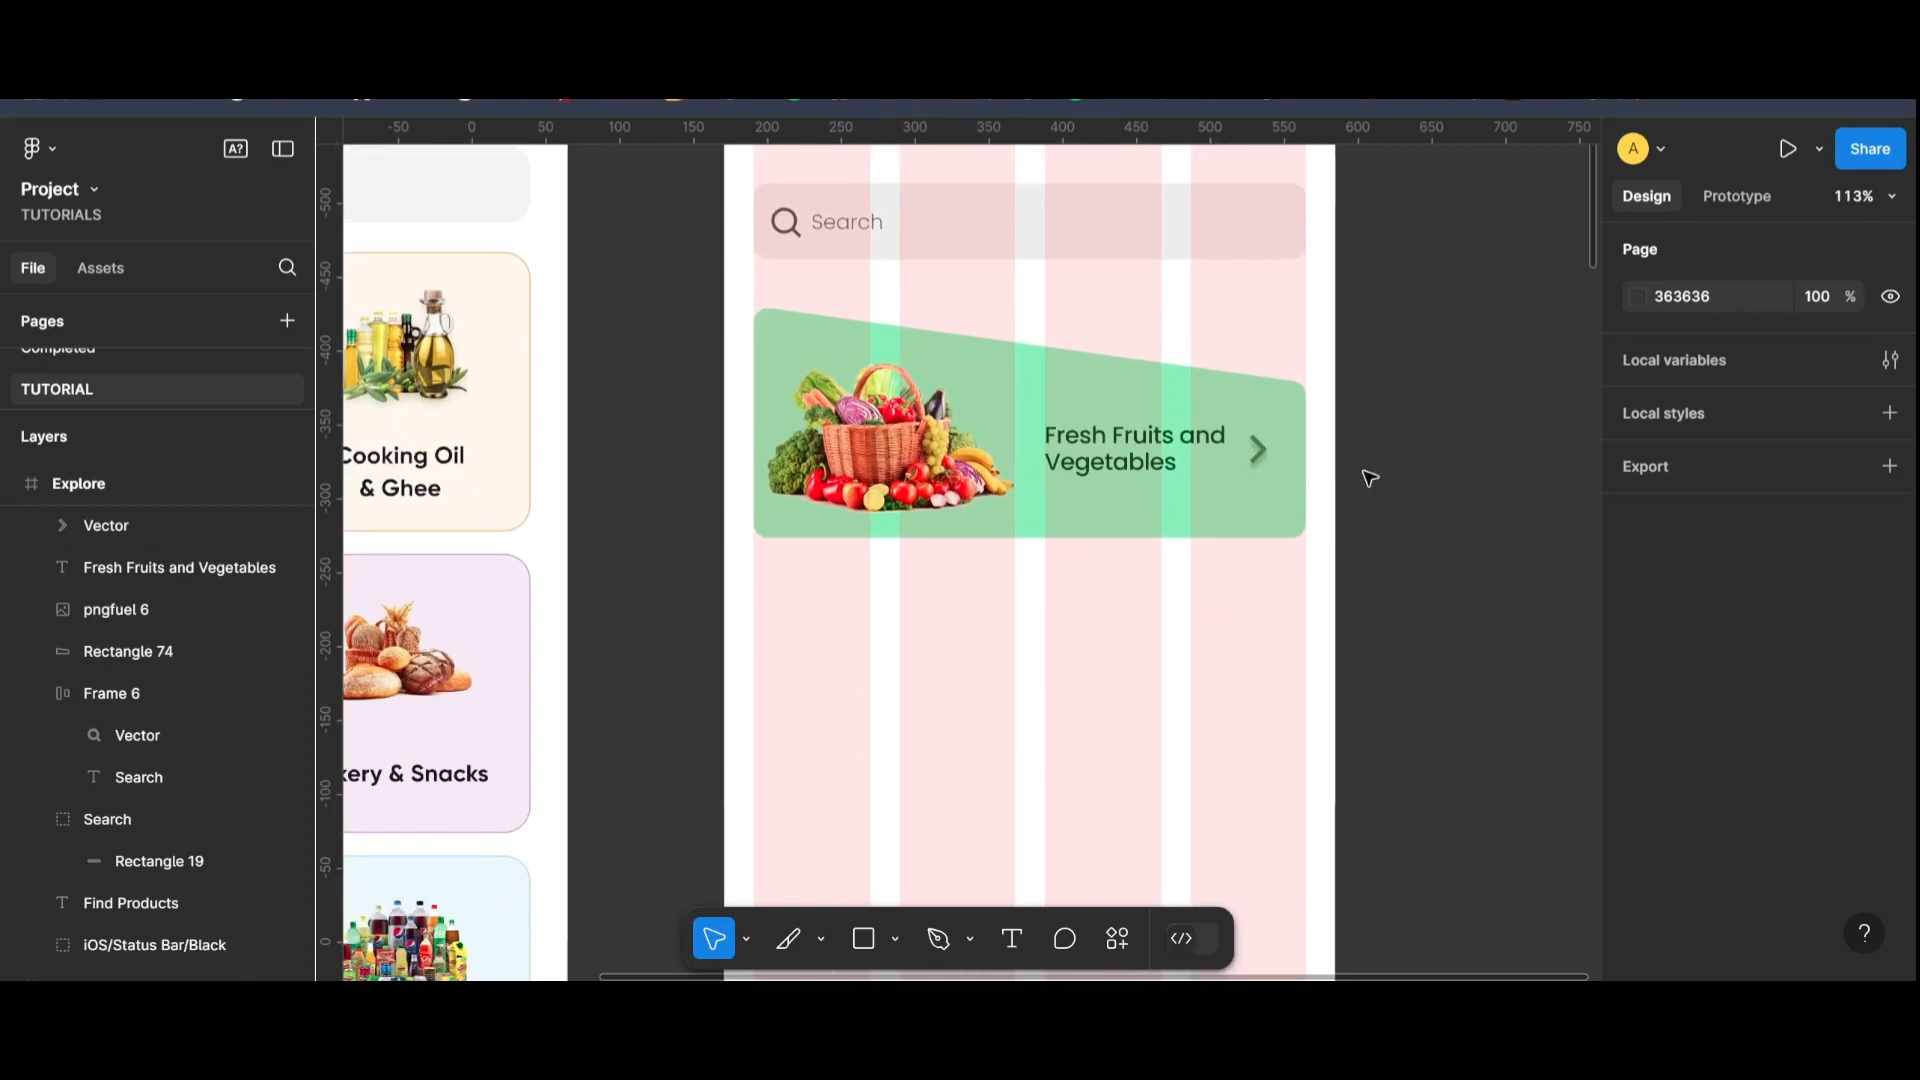 -50 0 50 100 150 200 250 300 350 400 450 500 550 600 650 700 750
A?
A
Share
Project
TUTORIALS
Design
Prototype
113%
File
Assets
Page
363636
100 %
Pages
Completed
TUTORIAL
Local variables
Local styles
Export
Layers
Explore
Vector
Fresh Fruits and Vegetables
pngfuel 6
Rectangle 74
Frame 6
Vector
Search
Search
Rectangle 19
Find Products
iOS/Status Bar/Black
-500
-450
-400
-350
-300
-250
-200
-150
-100
-50
0
Cooking Oil
& Ghee
kery & Snacks
Search
Fresh Fruits and
Vegetables
?